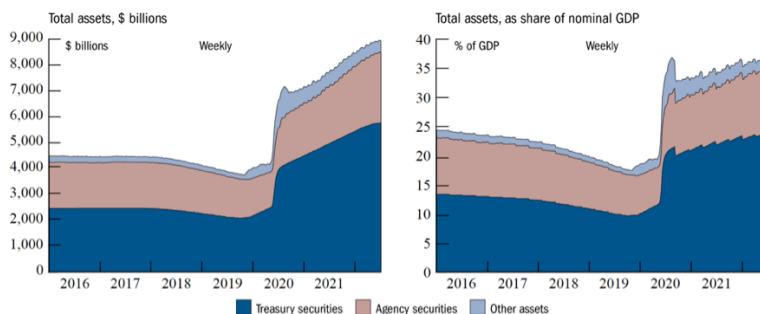 Total assets, $ billions
9,000
$ billions
Weekly
8,000
7,000
6,000
5,000
4,000
3,000
2,000
1,000
0
2016 2017 2018 2019 2020 2021
Total assets, as share of nominal GDP
40
% of GDP
Weekly
35
30
25
20
15
10
5
0
2016 2017 2018 2019 2020 2021
Treasury securities Agency securities Other assets